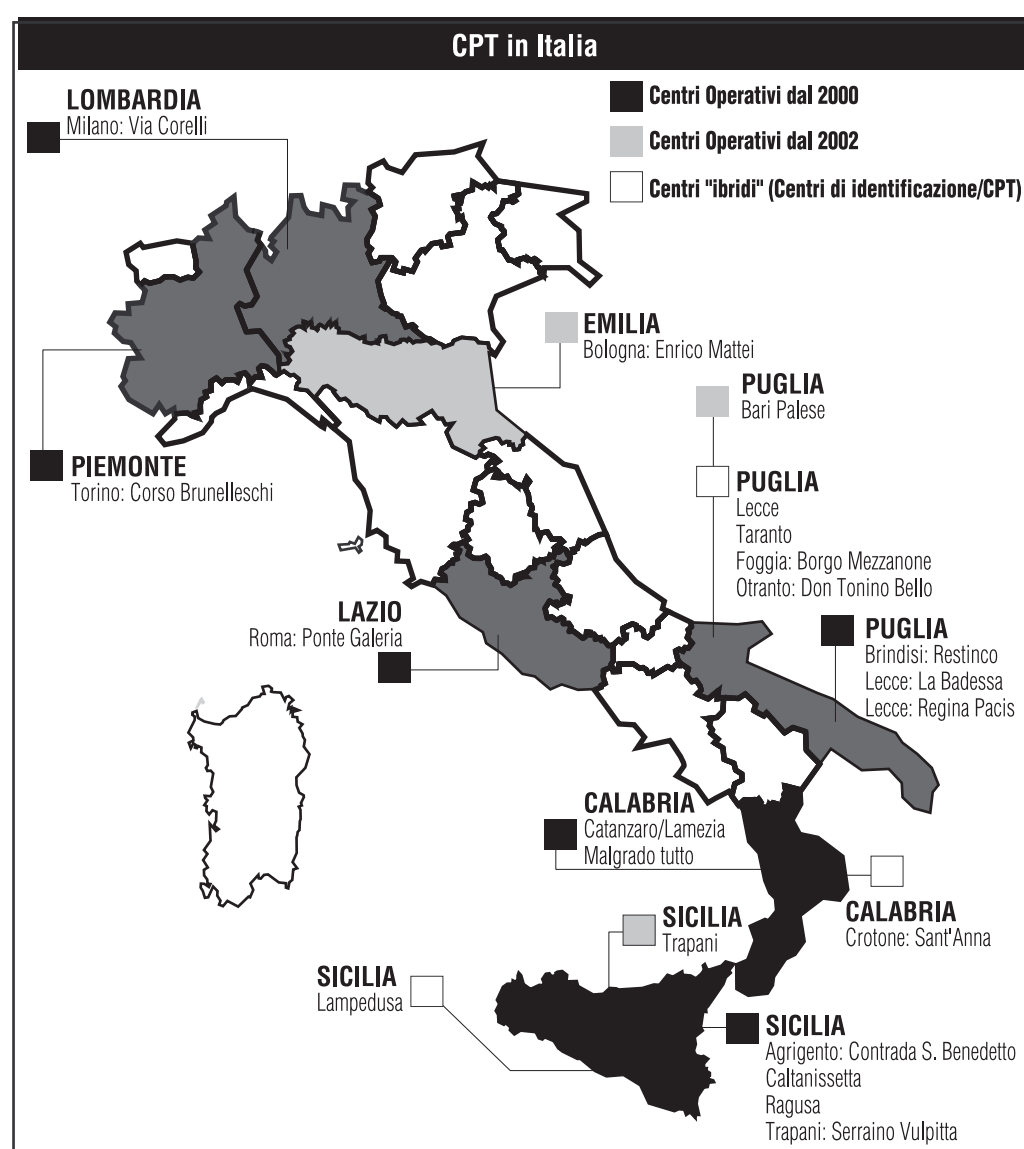 CPT in Italia
LOMBARDIA
Milano: Via Corelli
Centri Operativi dal 2000
Centri Operativi dal 2002
Centri "ibridi" (Centri di identificazione/CPT)
EMILIA
Bologna: Enrico Mattei
PUGLIA
Bari Palese
PIEMONTE
Torino: Corso Brunelleschi
PUGLIA
Lecce
Taranto
Foggia: Borgo Mezzanone
Otranto: Don Tonino Bello
LAZIO
Roma: Ponte Galeria
PUGLIA
Brindisi: Restinco
Lecce: La Badessa
Lecce: Regina Pacis
CALABRIA
Catanzaro/Lamezia
Malgrado tutto
CALABRIA
Crotone: Sant'Anna
SICILIA
Trapani
SICILIA
Lampedusa
SICILIA
Agrigento: Contrada S. Benedetto
Caltanissetta
Ragusa
Trapani: Serraino Vulpitta